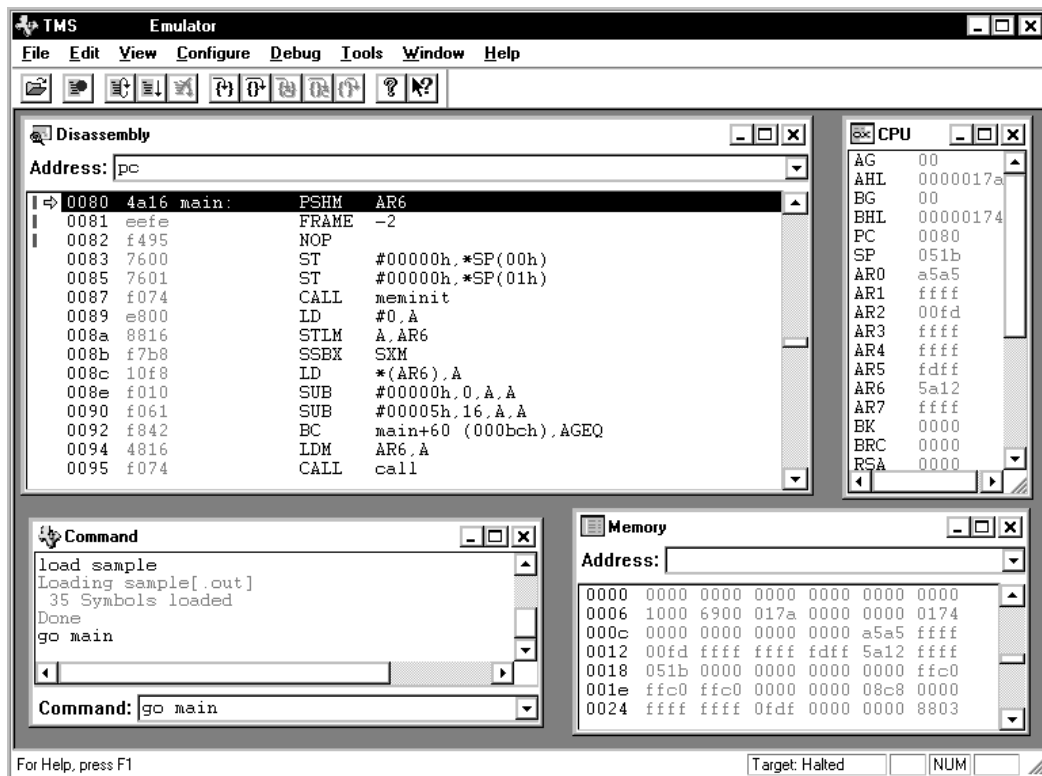 TMS Emulator
File Edit View Configure Debug Tools Window Help
Disassembly
Address: pc
0080 4a16 main: PSHM AR6
0081 eefe FRAME -2
0082 f495 NOP
0083 7600 ST #00000h,*SP(00h)
0085 7601 ST #00000h,*SP(01h)
0087 f074 CALL meminit
0089 e800 LD #0,A
008a 8816 STLM A,AR6
008b f7b8 SSBX SXM
008c 10f8 LD *(AR6),A
008e f010 SUB #00000h,0,A,A
0090 f061 SUB #00005h,16,A,A
0092 f842 BC main+60 (000bch),AGEQ
0094 4816 LDM AR6,A
0095 f074 CALL call
CPU
AG 00
AHL 0000017a
BG 00
BHL 00000174
PC 0080
SP 051b
AR0 a5a5
AR1 ffff
AR2 00fd
AR3 ffff
AR4 ffff
AR5 fdff
AR6 5a12
AR7 ffff
BK 0000
BRC 0000
RSA 0000
Command
load sample
Loading sample[.out]
35 Symbols loaded
Done
go main
Command: go main
Memory
Address:
0000 0000 0000 0000 0000 0000 0000
0006 1000 6900 017a 0000 0000 0174
000c 0000 0000 0000 0000 a5a5 ffff
0012 00fd ffff ffff fdff 5a12 ffff
0018 051b 0000 0000 0000 0000 ffc0
001e ffc0 ffc0 0000 0000 08c8 0000
0024 ffff ffff 0fdf 0000 0000 8803
For Help, press F1
Target: Halted
NUM